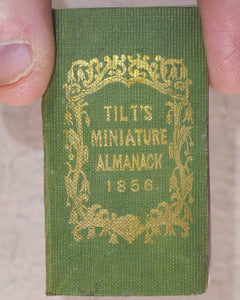 TILT'S
MINIATURE
ALMANACK
1856.